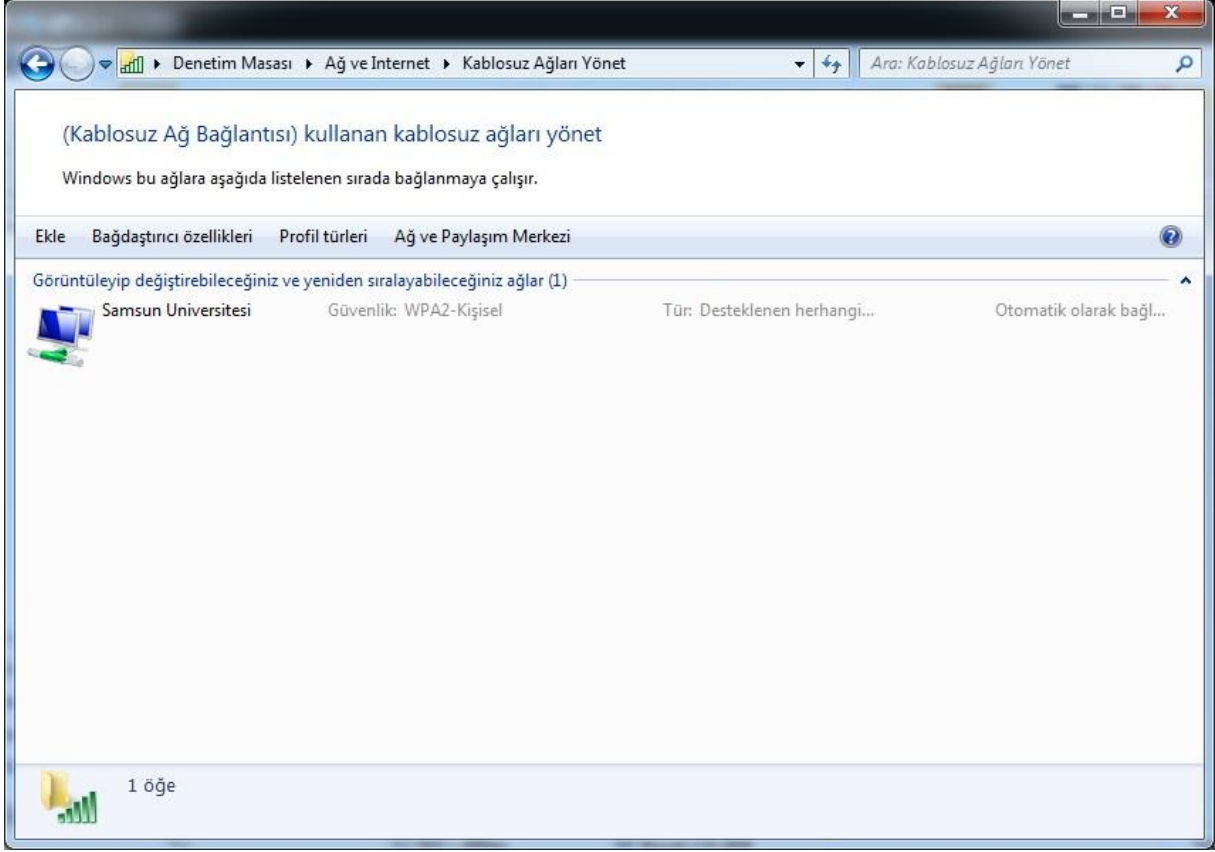 Denetim Masası ▸ Ağ ve Internet ▸ Kablosuz Ağları Yönet
Ara: Kablosuz Ağları Yönet
(Kablosuz Ağ Bağlantısı) kullanan kablosuz ağları yönet
Windows bu ağlara aşağıda listelenen sırada bağlanmaya çalışır.
Ekle Bağdaştırıcı özellikleri Profil türleri Ağ ve Paylaşım Merkezi
Görüntüleyip değiştirebileceğiniz ve yeniden sıralayabileceğiniz ağlar (1)
Samsun Universitesi Güvenlik: WPA2-Kişisel Tür: Desteklenen herhangi... Otomatik olarak bağl...
1 öğe